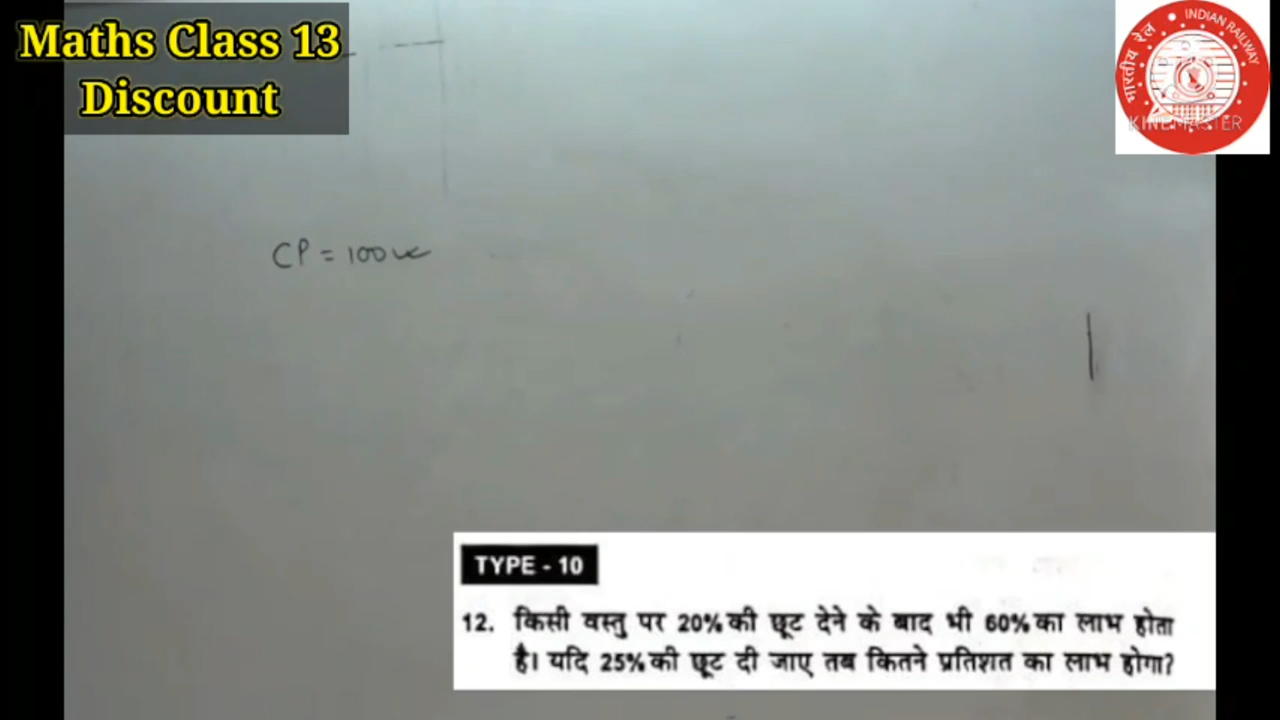 Maths Class 13
Discount
भारतीय रेल
INDIAN RAILWAY
KINEMASTER
CP = 100
TYPE - 10
12. किसी वस्तु पर 20% की छूट देने के बाद भी 60% का लाभ होता
है। यदि 25% की छूट दी जाए तब कितने प्रतिशत का लाभ होगा?